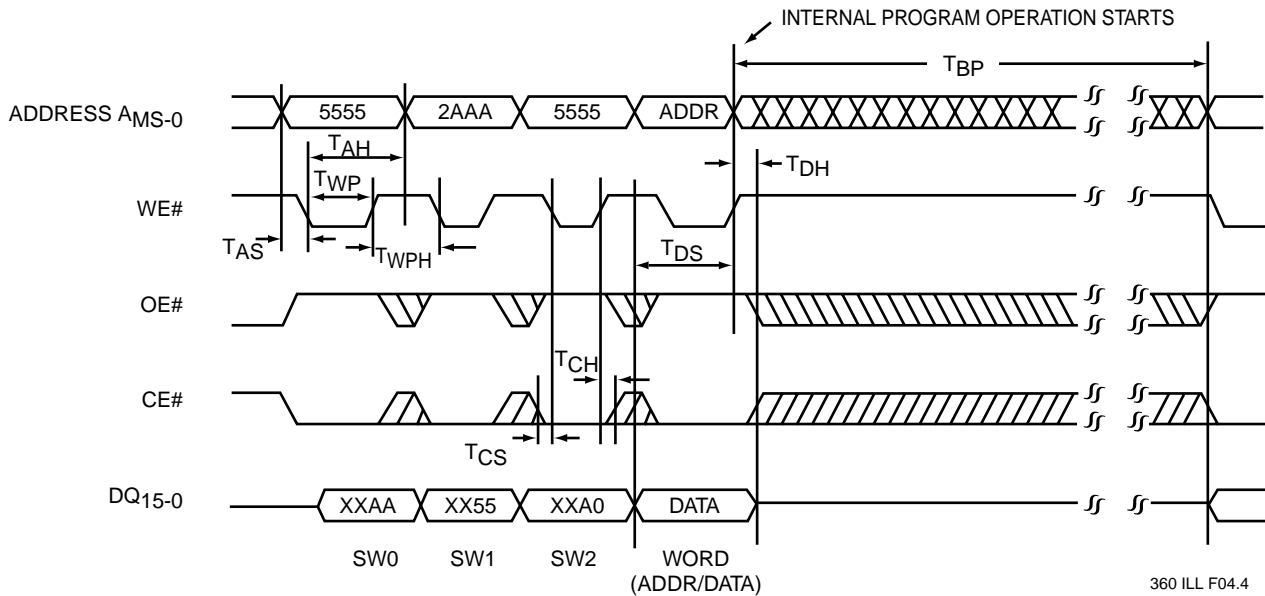 INTERNAL PROGRAM OPERATION STARTS
TBP
ADDRESS AMS-0
5555
2AAA
5555
ADDR
TAH
TDH
TWP
WE#
TAS
TWPH
TDS
OE#
TCH
CE#
TCS
DQ15-0
XXAA
XX55
XXA0
DATA
SW0
SW1
SW2
WORD
(ADDR/DATA)
360 ILL F04.4